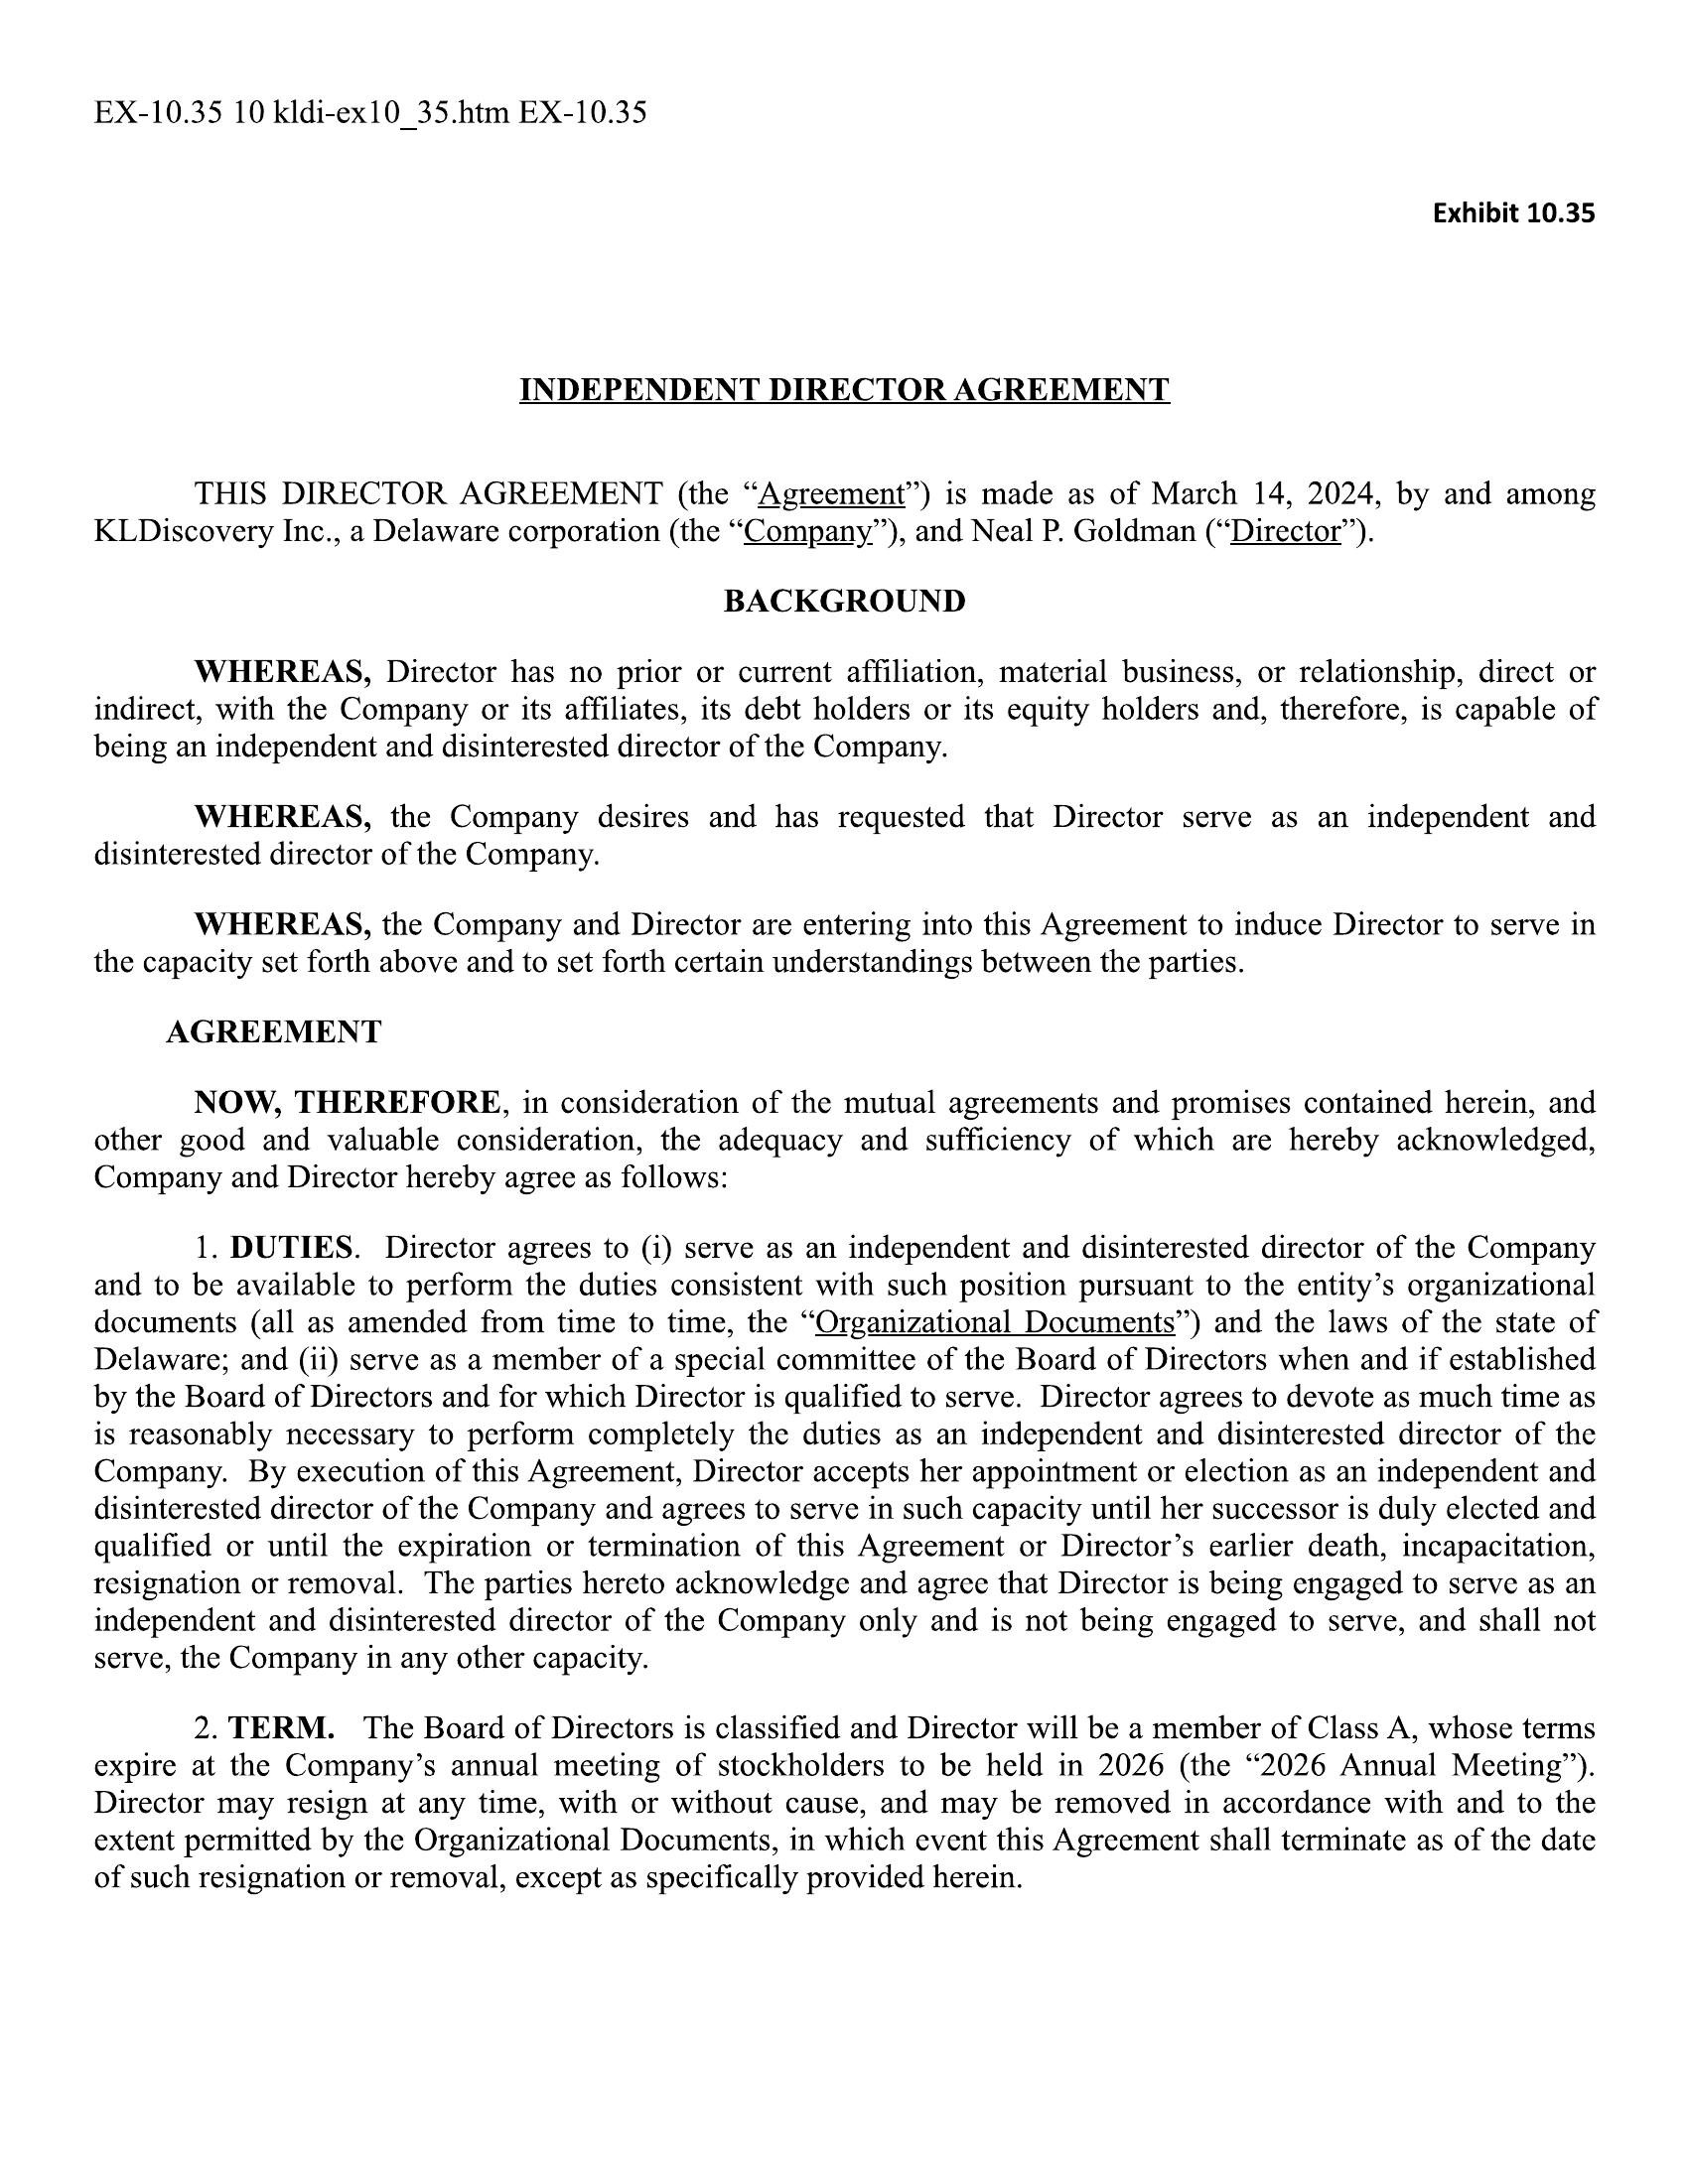 EX-10.35 10 kldi-ex10_35.htm EX-10.35
Exhibit 10.35
INDEPENDENT DIRECTOR AGREEMENT
THIS DIRECTOR AGREEMENT (the “Agreement”) is made as of March 14, 2024, by and among
KLDiscovery Inc., a Delaware corporation (the “Company”), and Neal P. Goldman (“Director”).
BACKGROUND
WHEREAS, Director has no prior or current affiliation, material business, or relationship, direct or
indirect, with the Company or its affiliates, its debt holders or its equity holders and, therefore, is capable of
being an independent and disinterested director of the Company.
WHEREAS, the Company desires and has requested that Director serve as an independent and
disinterested director of the Company.
WHEREAS, the Company and Director are entering into this Agreement to induce Director to serve in
the capacity set forth above and to set forth certain understandings between the parties.
AGREEMENT
NOW, THEREFORE, in consideration of the mutual agreements and promises contained herein, and
other good and valuable consideration, the adequacy and sufficiency of which are hereby acknowledged,
Company and Director hereby agree as follows:
1. DUTIES. Director agrees to (i) serve as an independent and disinterested director of the Company
and to be available to perform the duties consistent with such position pursuant to the entity’s organizational
documents (all as amended from time to time, the “Organizational Documents”) and the laws of the state of
Delaware; and (ii) serve as a member of a special committee of the Board of Directors when and if established
by the Board of Directors and for which Director is qualified to serve. Director agrees to devote as much time as
is reasonably necessary to perform completely the duties as an independent and disinterested director of the
Company. By execution of this Agreement, Director accepts her appointment or election as an independent and
disinterested director of the Company and agrees to serve in such capacity until her successor is duly elected and
qualified or until the expiration or termination of this Agreement or Director’s earlier death, incapacitation,
resignation or removal. The parties hereto acknowledge and agree that Director is being engaged to serve as an
independent and disinterested director of the Company only and is not being engaged to serve, and shall not
serve, the Company in any other capacity.
2. TERM. The Board of Directors is classified and Director will be a member of Class A, whose terms
expire at the Company’s annual meeting of stockholders to be held in 2026 (the “2026 Annual Meeting”).
Director may resign at any time, with or without cause, and may be removed in accordance with and to the
extent permitted by the Organizational Documents, in which event this Agreement shall terminate as of the date
of such resignation or removal, except as specifically provided herein.